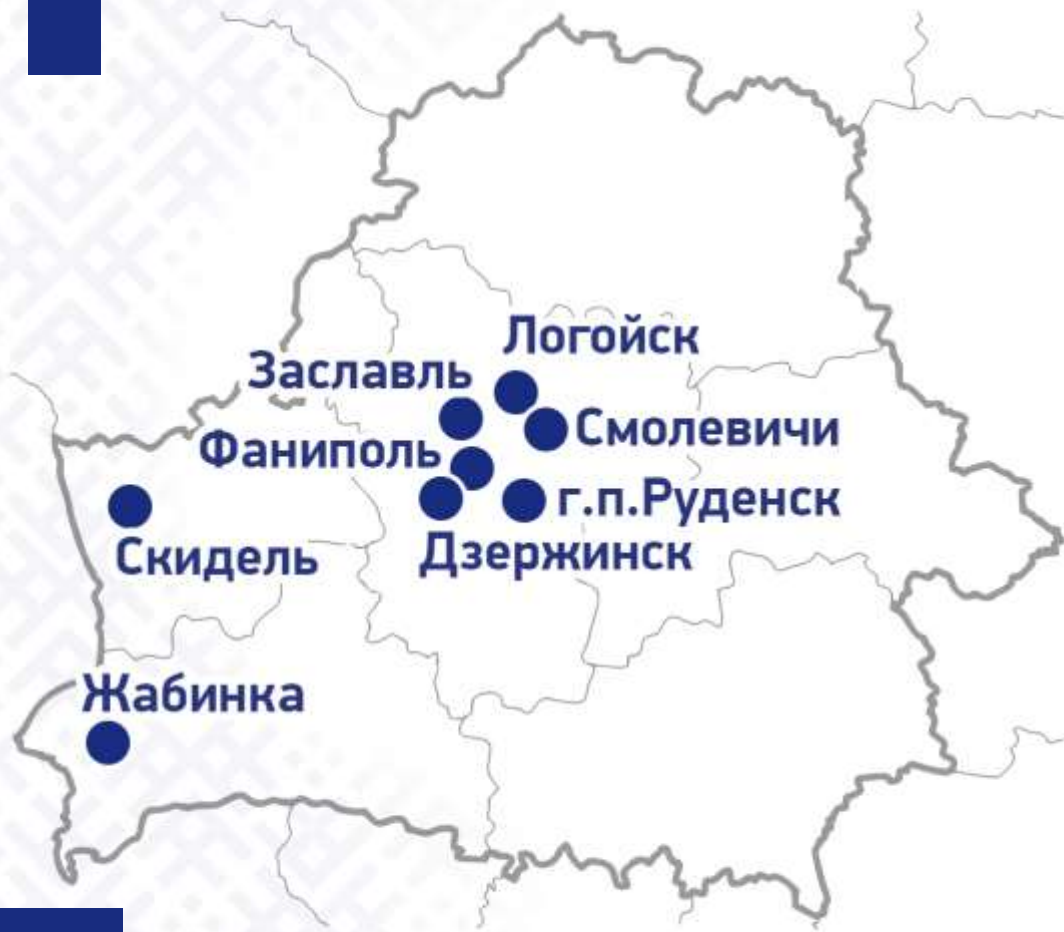 Логойск
Заславль
Смолевичи
Фаниполь
г.п.Руденск
Дзержинск
Скидель
Жабинка